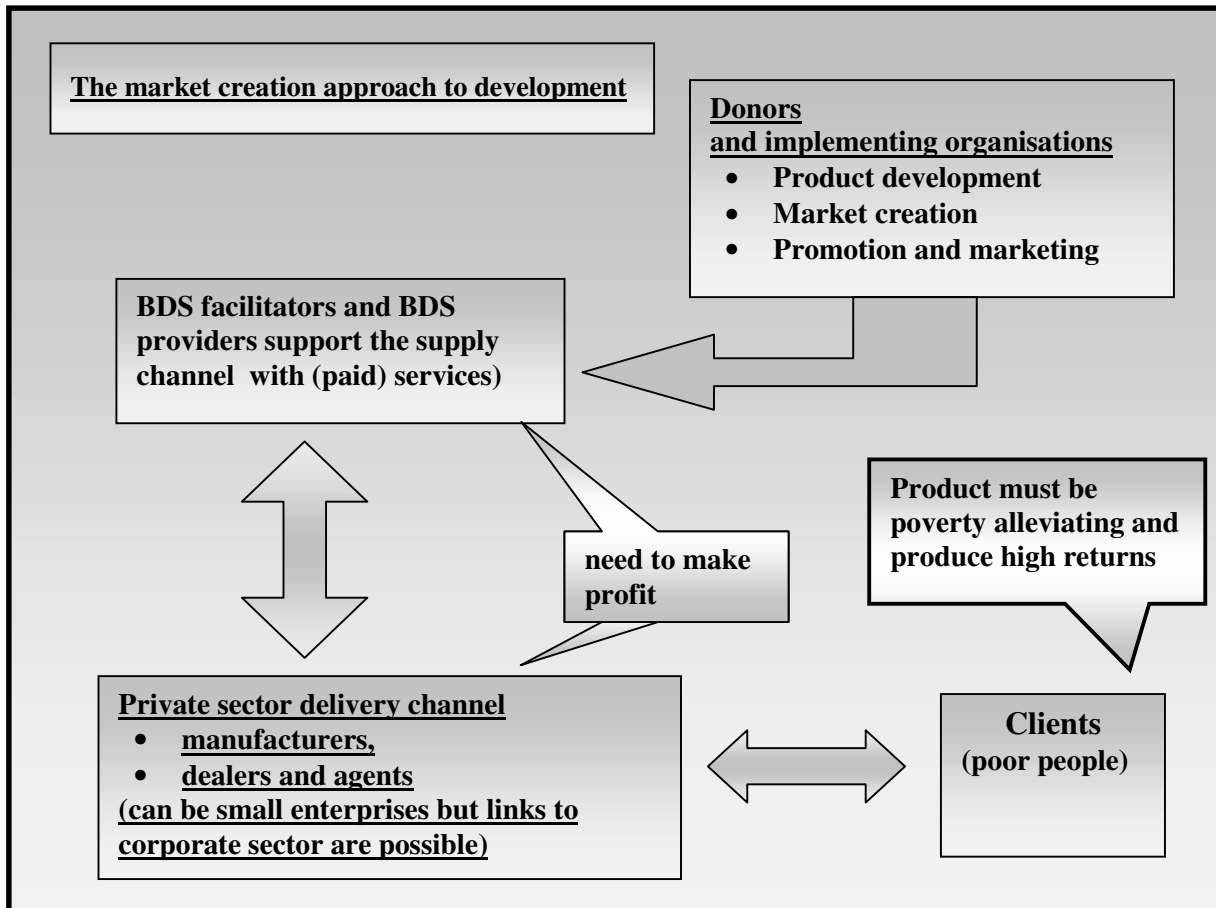 The market creation approach to development
Donors
and implementing organisations
• Product development
• Market creation
• Promotion and marketing
BDS facilitators and BDS
providers support the supply
channel with (paid) services)
need to make
profit
Product must be
poverty alleviating and
produce high returns
Private sector delivery channel
• manufacturers,
• dealers and agents
(can be small enterprises but links to
corporate sector are possible)
Clients
(poor people)